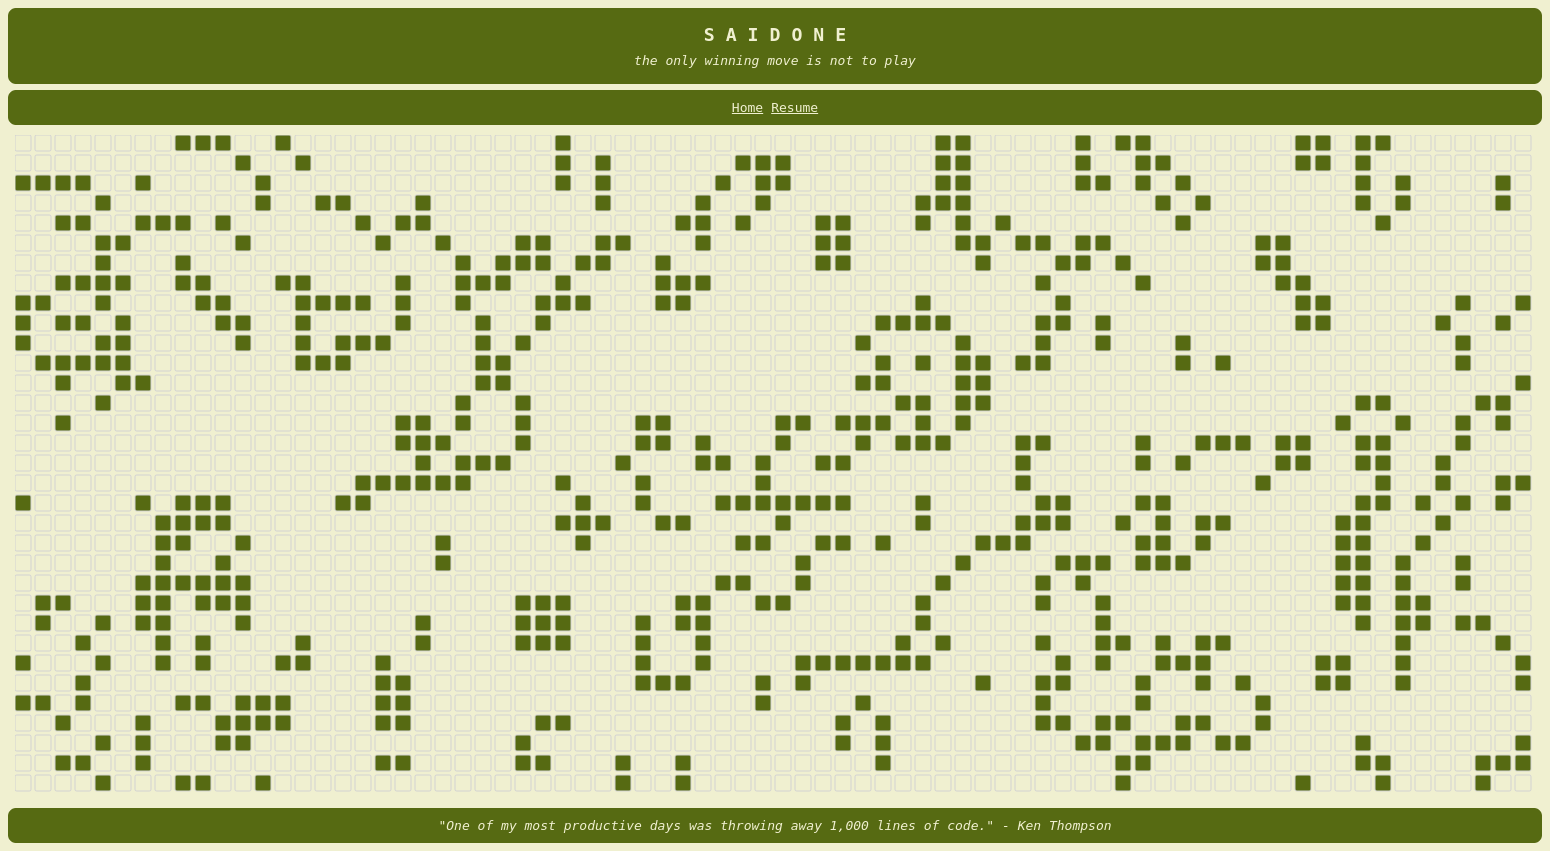 SAIDONE
the only winning move is not to play
Home Resume
"One of my most productive days was throwing away 1,000 lines of code." - Ken Thompson